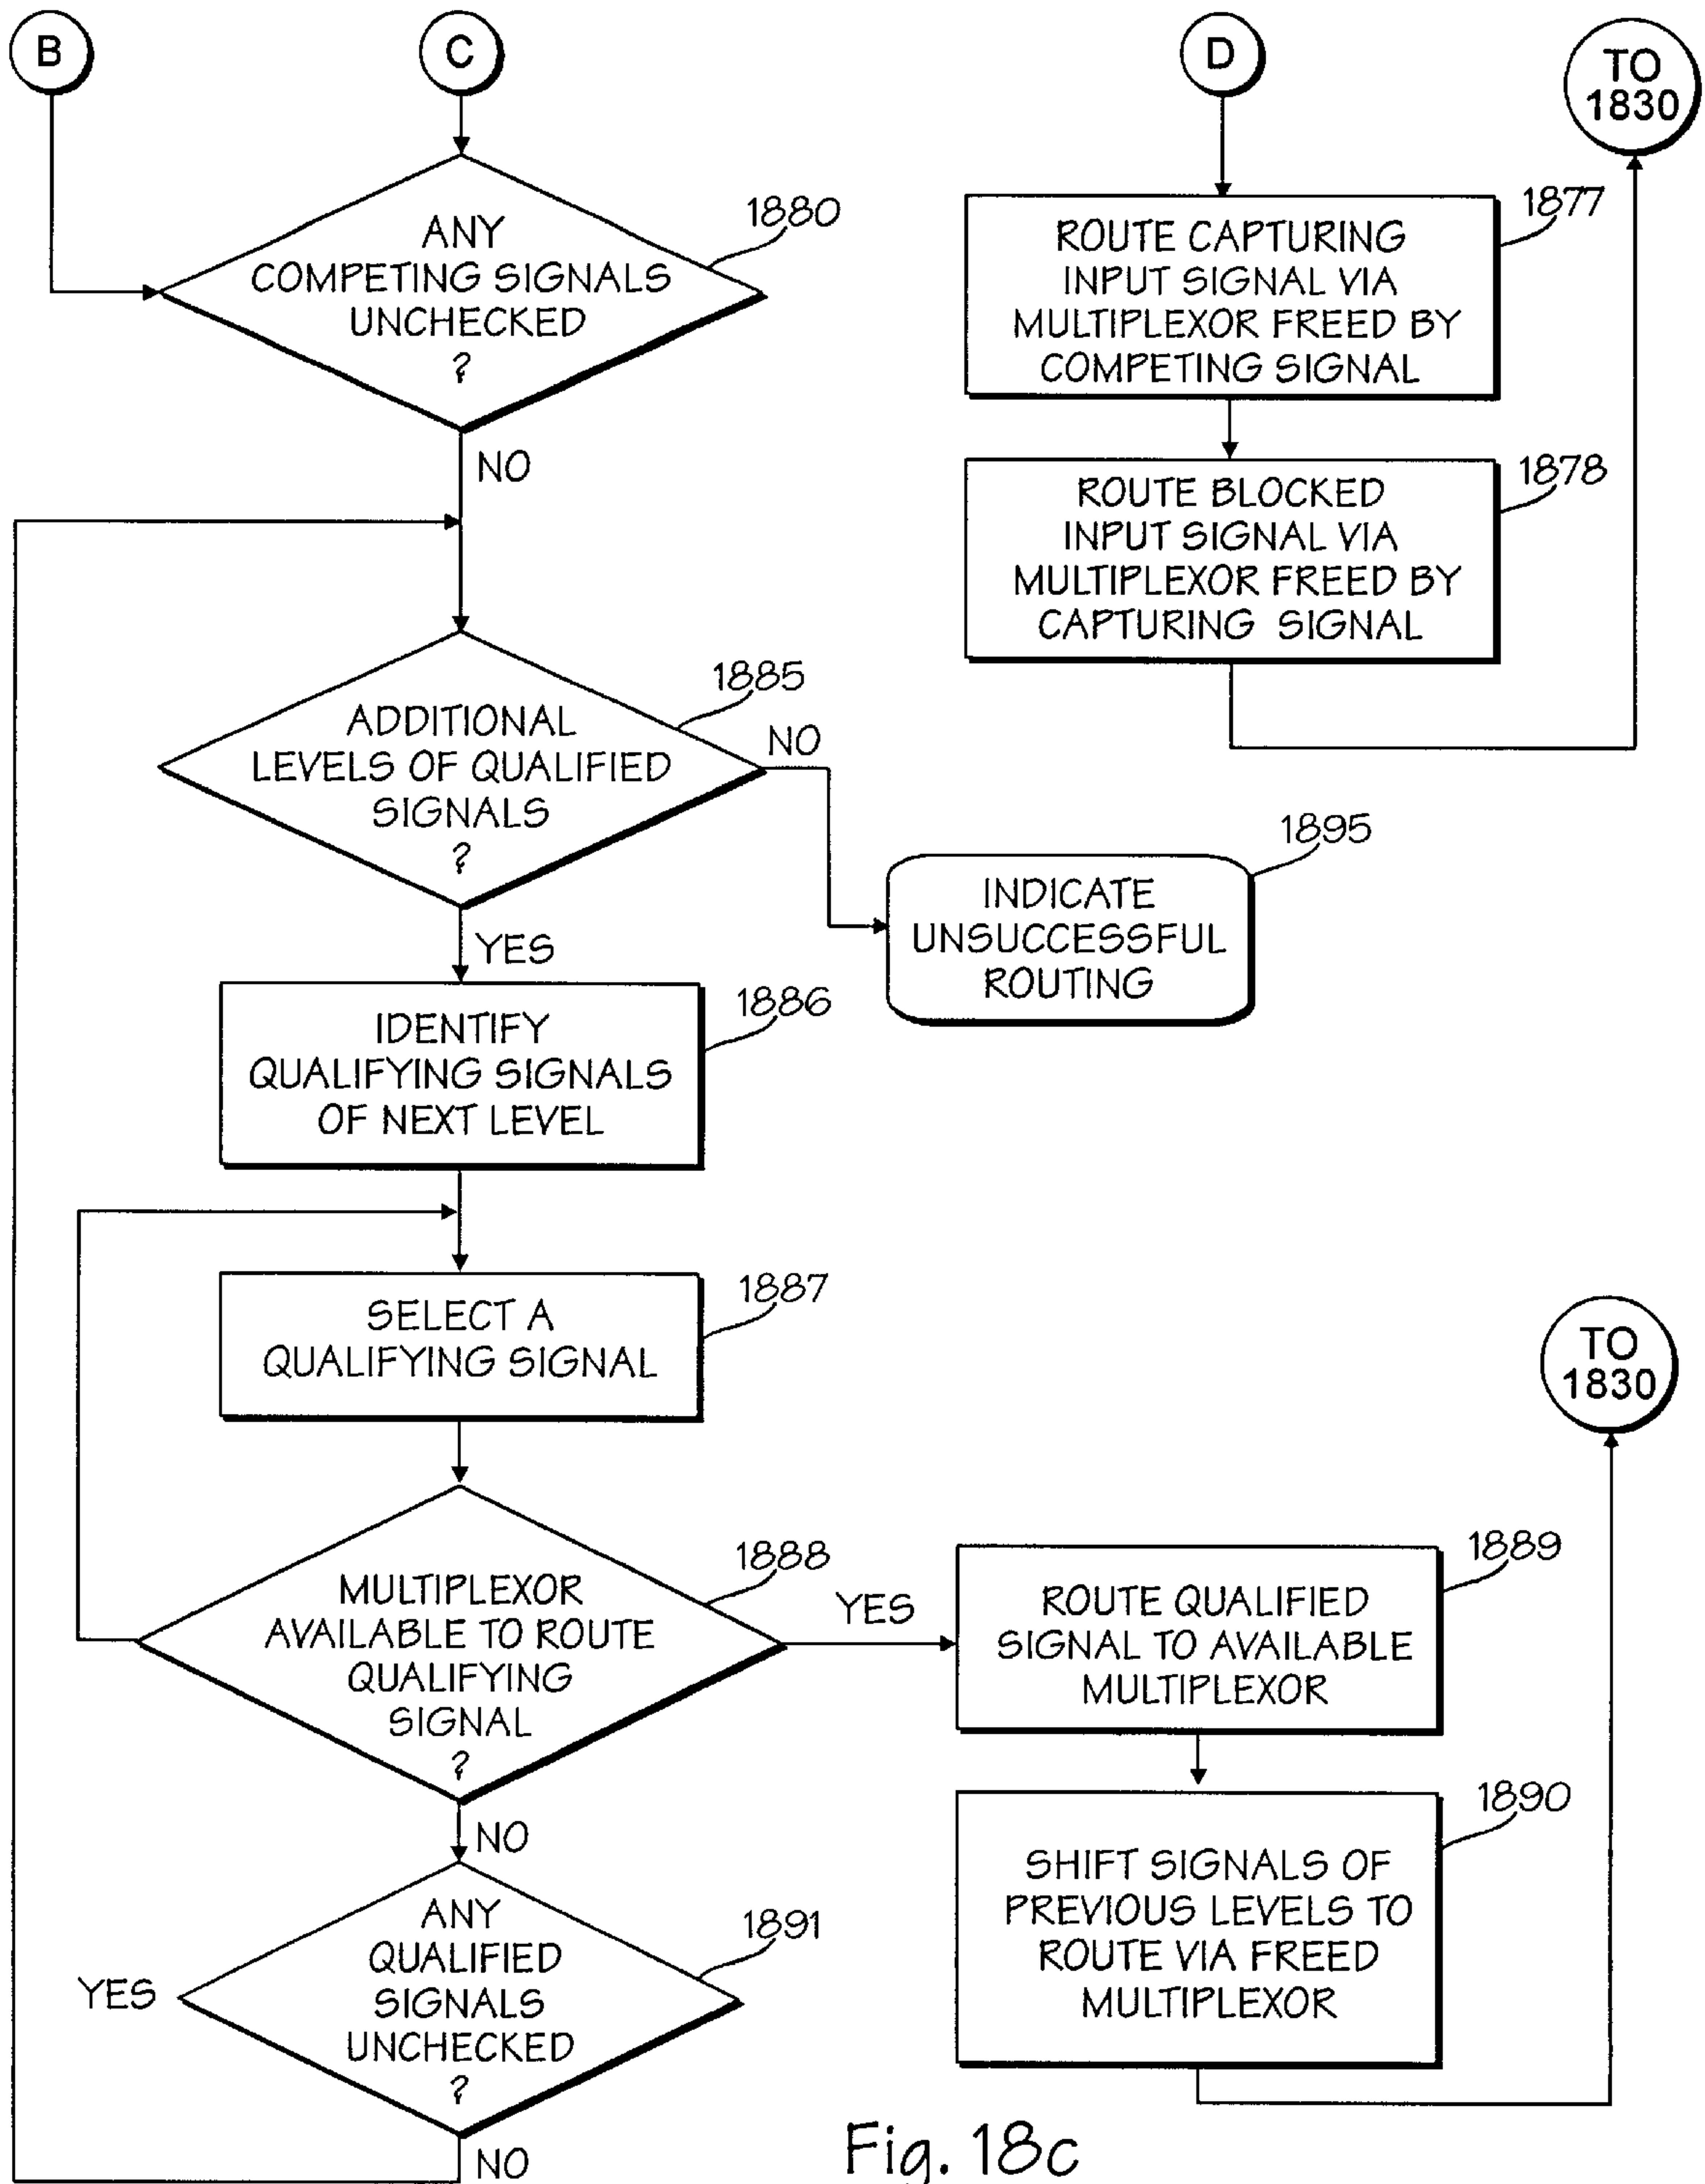 B
C
D
TO
1830
ANY
COMPETING SIGNALS
UNCHECKED
?
1880
NO
ROUTE CAPTURING
INPUT SIGNAL VIA
MULTIPLEXOR FREED BY
COMPETING SIGNAL
1877
ROUTE BLOCKED
INPUT SIGNAL VIA
MULTIPLEXOR FREED BY
CAPTURING SIGNAL
1878
ADDITIONAL
LEVELS OF QUALIFIED
SIGNALS
?
1885
NO
INDICATE
UNSUCCESSFUL
ROUTING
1895
YES
IDENTIFY
QUALIFYING SIGNALS
OF NEXT LEVEL
1886
SELECT A
QUALIFYING SIGNAL
1887
TO
1830
MULTIPLEXOR
AVAILABLE TO ROUTE
QUALIFYING
SIGNAL
?
1888
YES
ROUTE QUALIFIED
SIGNAL TO AVAILABLE
MULTIPLEXOR
1889
NO
SHIFT SIGNALS OF
PREVIOUS LEVELS TO
ROUTE VIA FREED
MULTIPLEXOR
1890
ANY
QUALIFIED
SIGNALS
UNCHECKED
?
1891
YES
NO
Fig. 18c